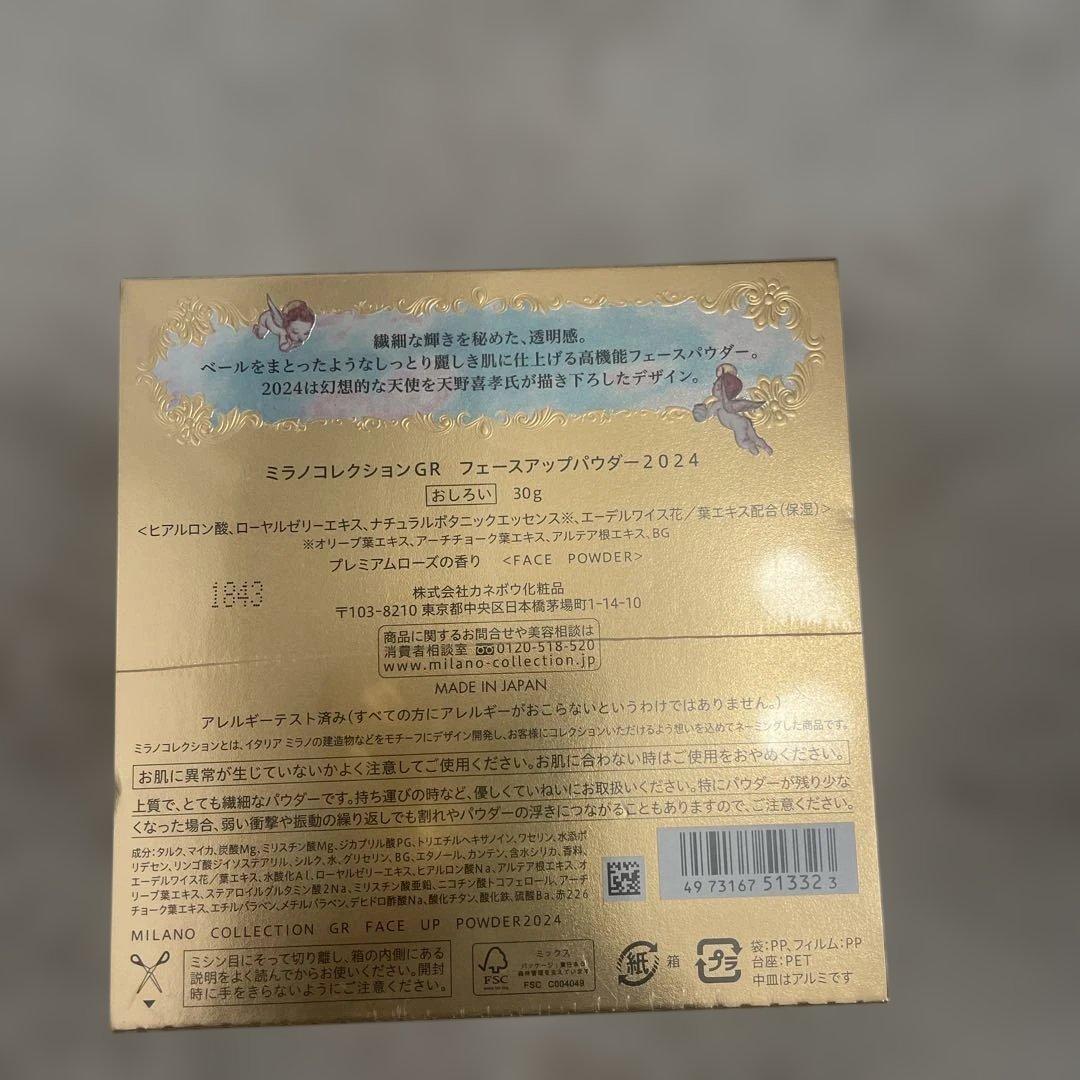 繊細な輝きを秘めた、透明感。
ベールをまとったようなしっとり麗しき肌に仕上げる高機能フェースパウダー。
2024は幻想的な天使を天野喜孝氏が描き下ろしたデザイン。
ミラノコレクションGR　フェースアップパウダー2024
おしろい 30g
<ヒアルロン酸、ローヤルゼリーエキス、ナチュラルボタニックエッセンス※、エーデルワイス花／葉エキス配合(保湿)>
※オリーブ葉エキス、アーチチョーク葉エキス、アルテア根エキス、BG
プレミアムローズの香り　<FACE POWDER>
1843
株式会社カネボウ化粧品
〒103-8210 東京都中央区日本橋茅場町1-14-10
商品に関するお問合せや美容相談は
消費者相談室 0120-518-520
www.milano-collection.jp
MADE IN JAPAN
アレルギーテスト済み(すべての方にアレルギーがおこらないというわけではありません。)
ミラノコレクションとは、イタリア ミラノの建造物などをモチーフにデザイン開発し、お客様にコレクションいただけるよう想いを込めてネーミングした商品です。
お肌に異常が生じていないかよく注意してご使用ください。お肌に合わない時はご使用をおやめください。
上質で、とても繊細なパウダーです。持ち運びの時など、優しくていねいにお取扱いください。特にパウダーが残り少な
くなった場合、弱い衝撃や振動の繰り返しでも割れやパウダーの浮きにつながることもありますので、ご注意ください。
成分：タルク、マイカ、炭酸Mg、ミリスチン酸Mg、ジカプリル酸PG、トリエチルヘキサノイン、ワセリン、水添ポ
リデセン、リンゴ酸ジイソステアリル、シルク、水、グリセリン、BG、エタノール、カンテン、含水シリカ、香料、
エーデルワイス花／葉エキス、水酸化Al、ローヤルゼリーエキス、ヒアルロン酸Na、アルテア根エキス、オ
リーブ葉エキス、ステアロイルグルタミン酸2Na、ミリスチン酸亜鉛、ニコチン酸トコフェロール、アーチ
チョーク葉エキス、エチルパラベン、メチルパラベン、デヒドロ酢酸Na、酸化チタン、酸化鉄、硫酸Ba、赤226
4973167513323
MILANO COLLECTION GR FACE UP POWDER2024
ミシン目にそって切り離し、箱の内側にある
説明をよく読んでからお使いください。開封
時に手をきらないようにご注意ください。
FSC
ミックス
パッケージ｜責任ある
森林管理を支えています
FSC C004049
紙
箱
プラ
袋：PP、フィルム：PP
台座：PET
中皿はアルミです